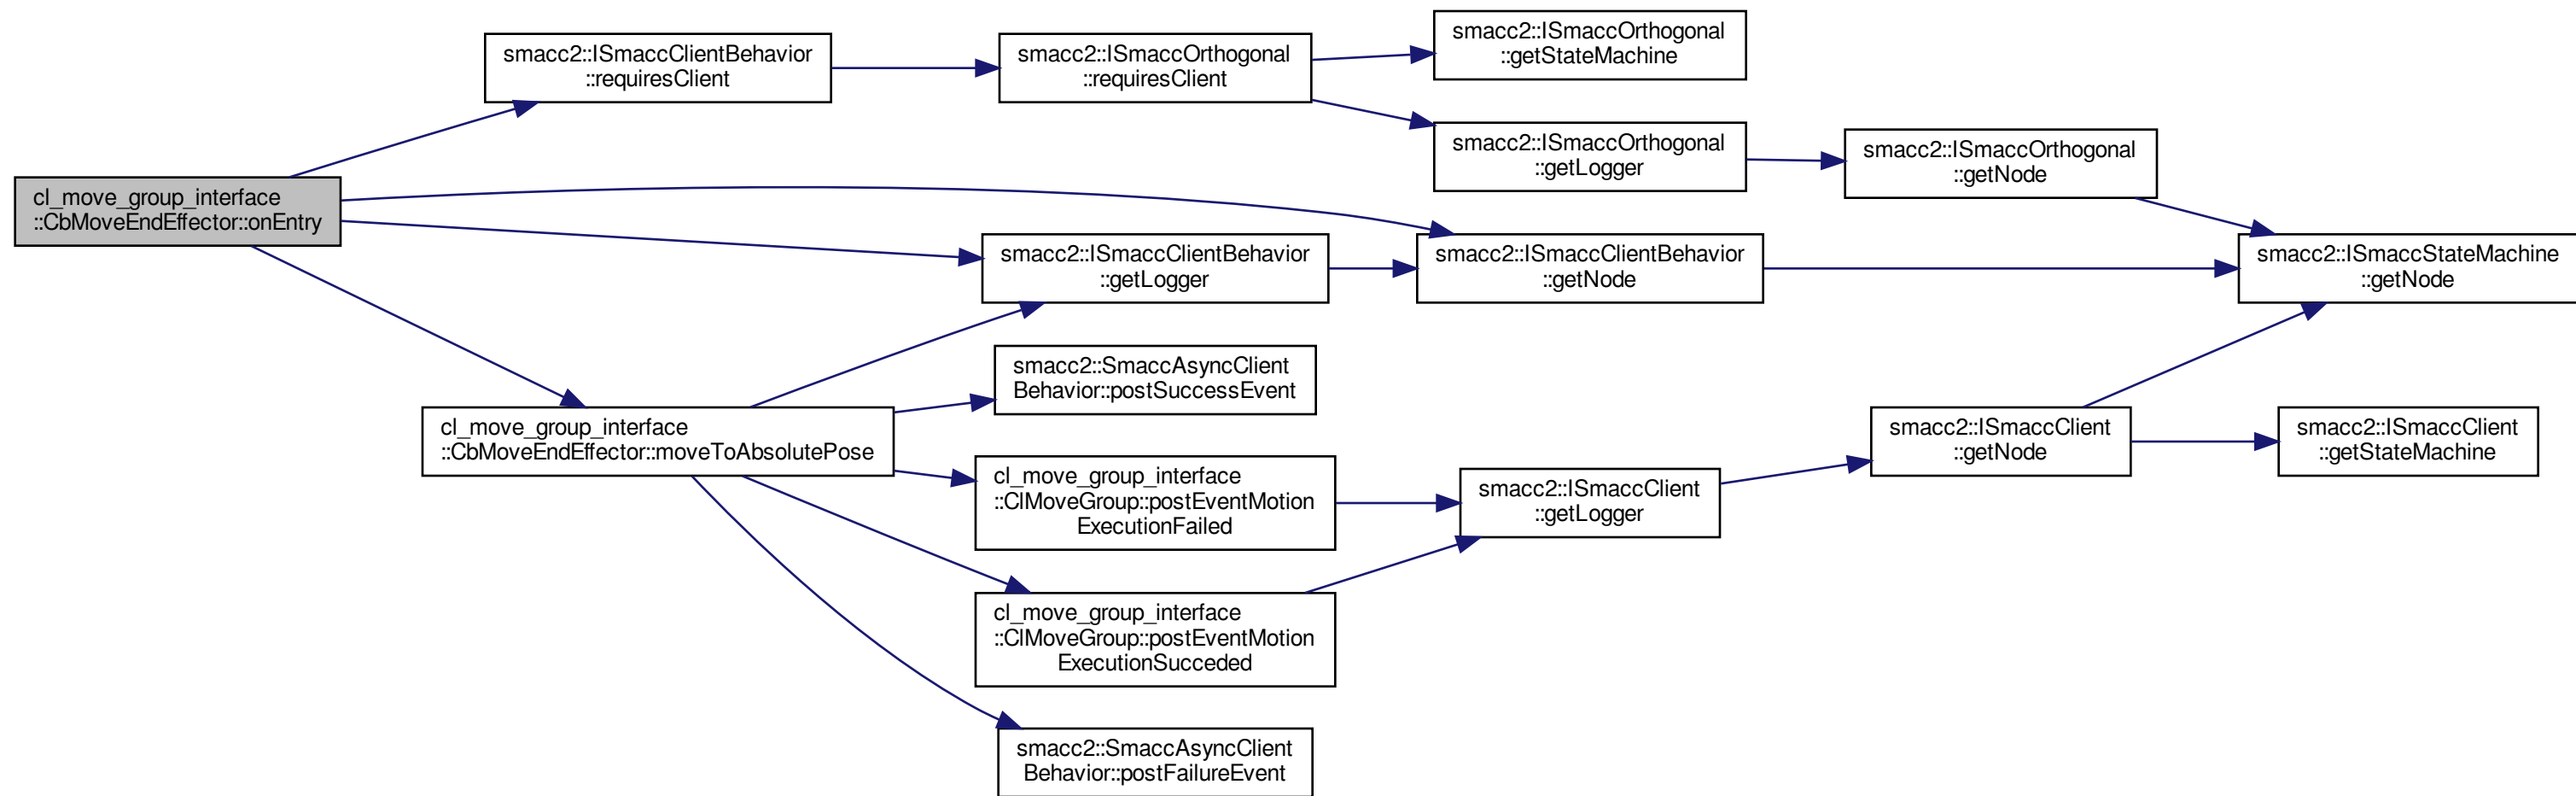 cl_move_group_interface
::CbMoveEndEffector::onEntry
smacc2::ISmaccClientBehavior
::requiresClient
smacc2::ISmaccOrthogonal
::requiresClient
smacc2::ISmaccOrthogonal
::getStateMachine
smacc2::ISmaccOrthogonal
::getLogger
smacc2::ISmaccOrthogonal
::getNode
smacc2::ISmaccStateMachine
::getNode
smacc2::ISmaccClientBehavior
::getLogger
smacc2::ISmaccClientBehavior
::getNode
cl_move_group_interface
::CbMoveEndEffector::moveToAbsolutePose
smacc2::SmaccAsyncClient
Behavior::postSuccessEvent
cl_move_group_interface
::ClMoveGroup::postEventMotion
ExecutionFailed
smacc2::ISmaccClient
::getLogger
smacc2::ISmaccClient
::getNode
smacc2::ISmaccClient
::getStateMachine
cl_move_group_interface
::ClMoveGroup::postEventMotion
ExecutionSucceded
smacc2::SmaccAsyncClient
Behavior::postFailureEvent